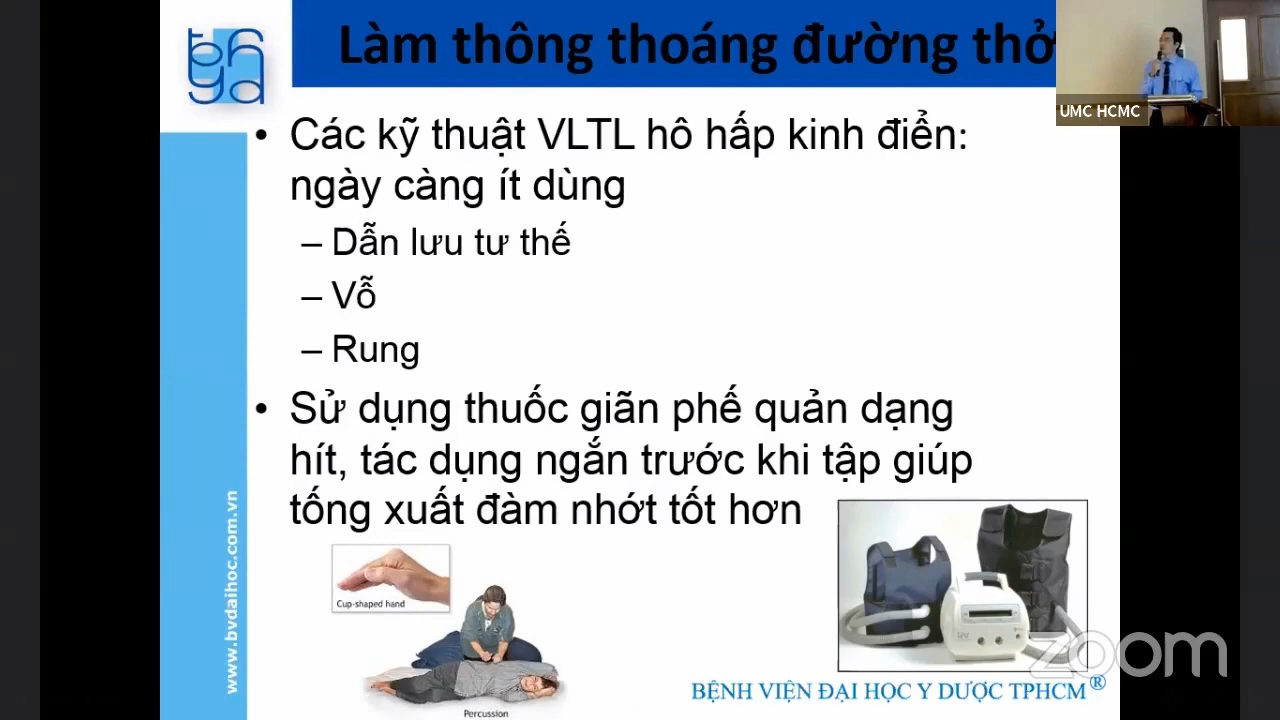 Làm thông thoáng đường thở
UMC HCMC
• Các kỹ thuật VLTL hô hấp kinh điển:
ngày càng ít dùng
– Dẫn lưu tư thế
– Vỗ
– Rung
• Sử dụng thuốc giãn phế quản dạng
hít, tác dụng ngắn trước khi tập giúp
tống xuất đàm nhớt tốt hơn
www.bvdaihoc.com.vn
Cup-shaped hand
Percussion
zoom
BỆNH VIỆN ĐẠI HỌC Y DƯỢC TPHCM®